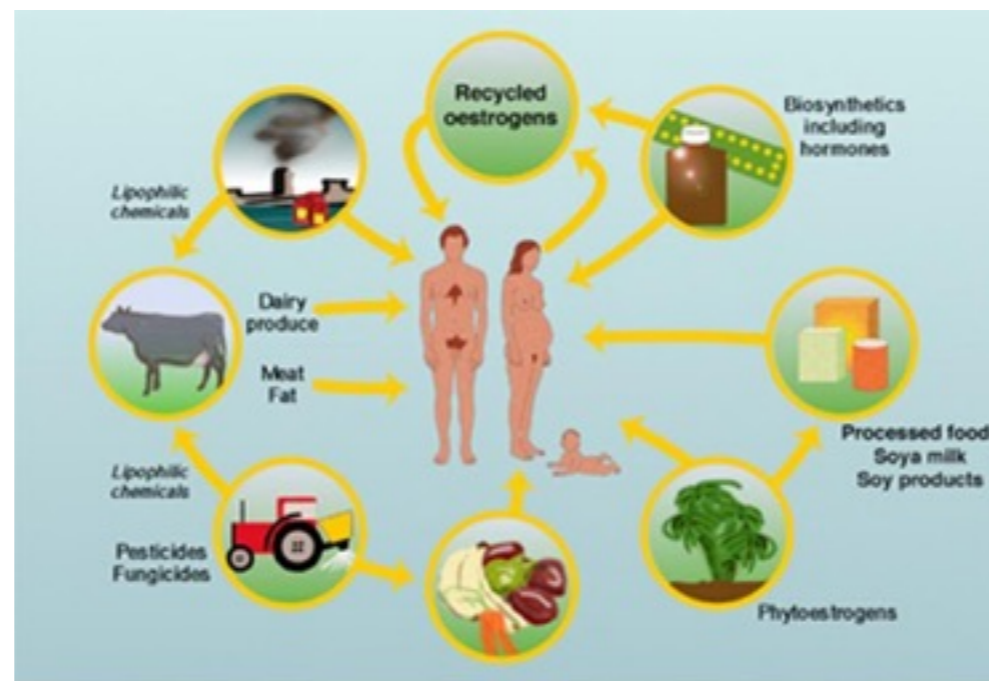 Recycled
oestrogens
Biosynthetics
including
hormones
Lipophilic
chemicals
Dairy
produce
Meat
Fat
Processed food
Soya milk
Soy products
Lipophilic
chemicals
Pesticides
Fungicides
Phytoestrogens